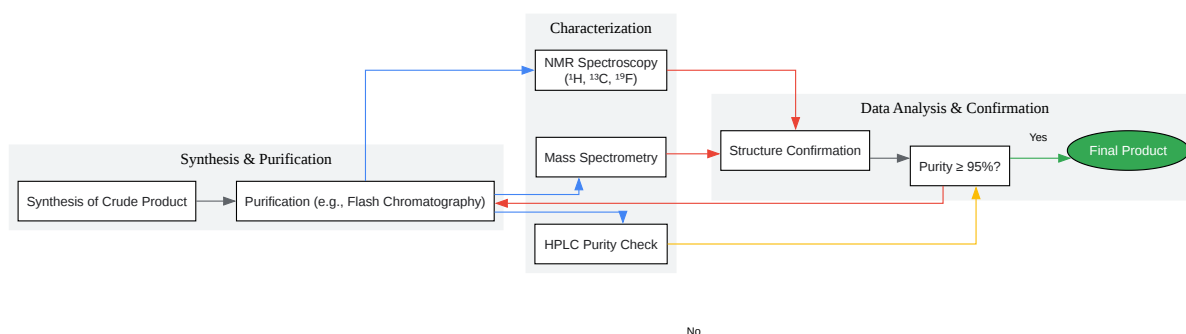 Characterization
NMR Spectroscopy
(¹H, ¹³C, ¹⁹F)
Data Analysis & Confirmation
Yes
Structure Confirmation
Final Product
Synthesis & Purification
Mass Spectrometry
Purity ≥ 95%?
Synthesis of Crude Product
Purification (e.g., Flash Chromatography)
HPLC Purity Check
No